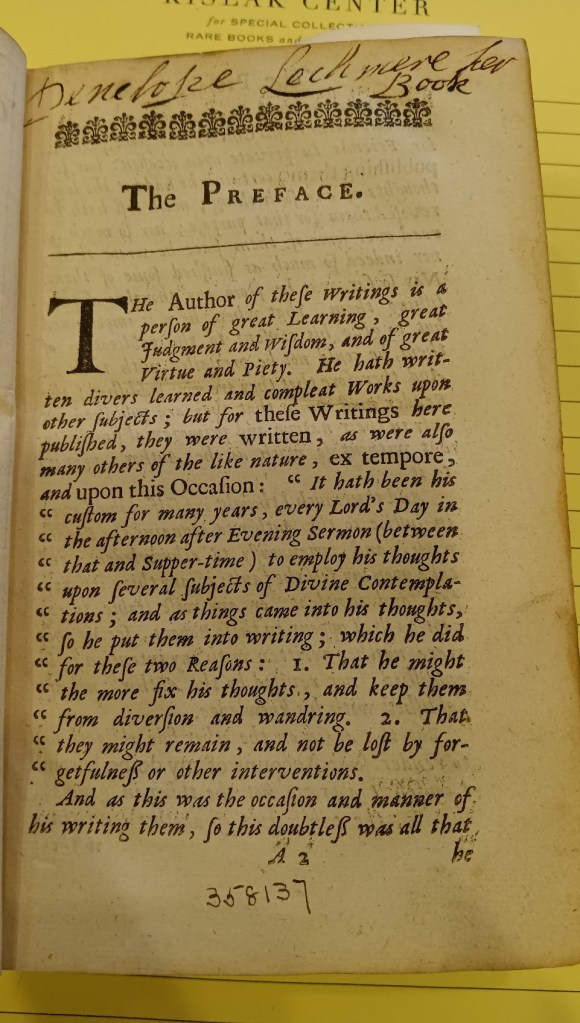 KISLAK CENTER
for SPECIAL COLLECTI
RARE BOOKS and
Penelope Lechmere her
Book
The PREFACE.
THe Author of theſe Writings is a
perſon of great Learning, great
Judgment and Wiſdom, and of great
Virtue and Piety. He hath writ-
ten divers learned and compleat Works upon
other ſubjects; but for theſe Writings here
publiſhed, they were written, as were alſo
many others of the like nature, ex tempore,
and upon this Occaſion: “ It hath been his
“ cuſtom for many years, every Lord's Day in
“ the afternoon after Evening Sermon (between
“ that and Supper-time) to employ his thoughts
“ upon ſeveral ſubjects of Divine Contempla-
“ tions; and as things came into his thoughts,
“ ſo he put them into writing; which he did
“ for theſe two Reaſons: 1. That he might
“ the more fix his thoughts, and keep them
“ from diverſion and wandring. 2. That
“ they might remain, and not be loſt by for-
“ getfulneſs or other interventions.
And as this was the occaſion and manner of
his writing them, ſo this doubtleſs was all that
A 2 he
358137